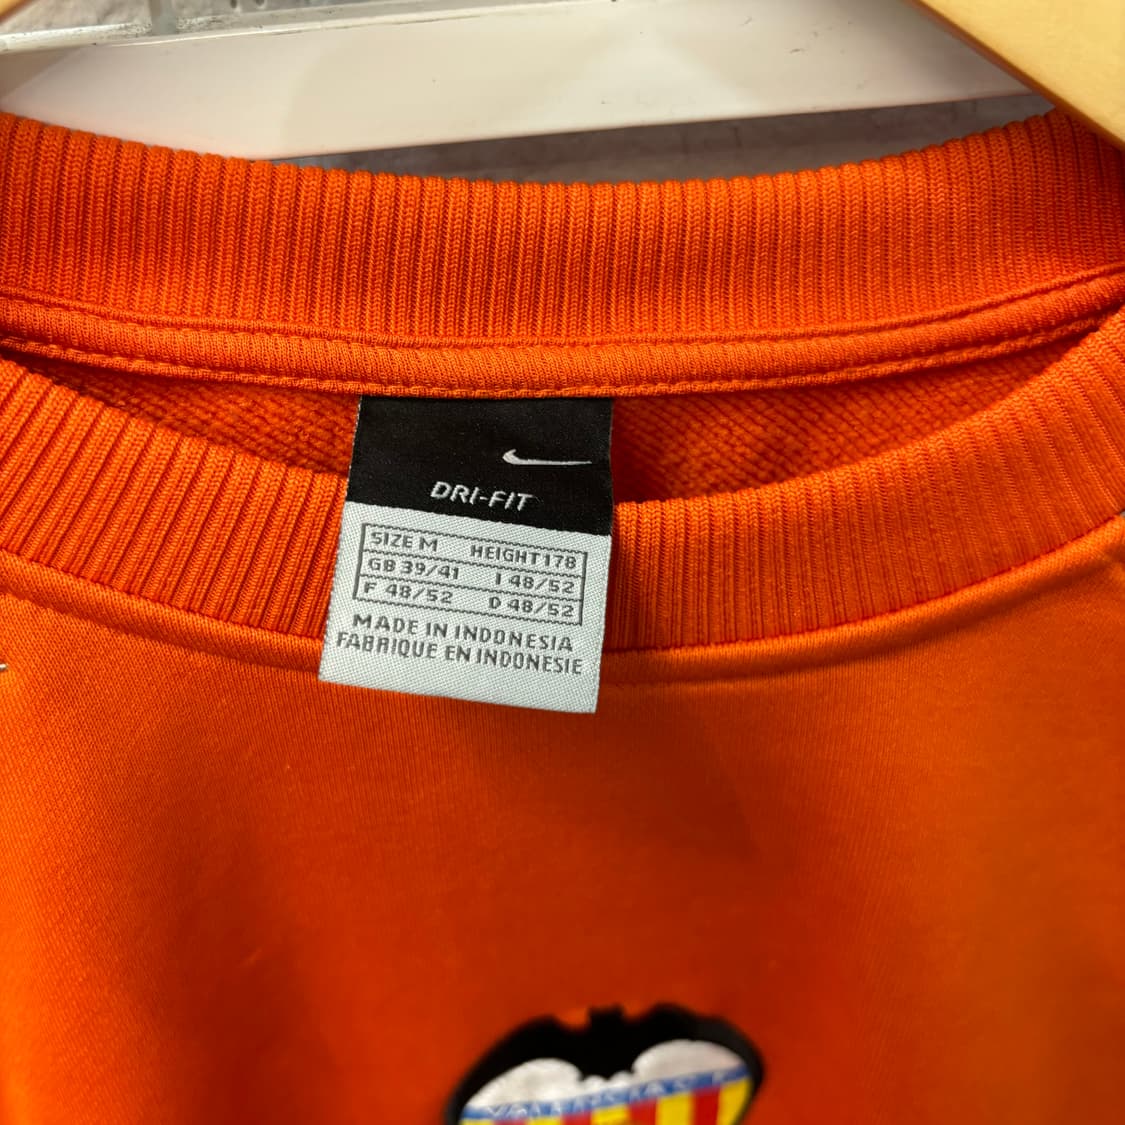 DRI-FIT
SIZE M HEIGHT 178
GB 39/41 I 48/52
F 48/52 D 48/52
MADE IN INDONESIA
FABRIQUE EN INDONESIE
VALENCIA C.F.